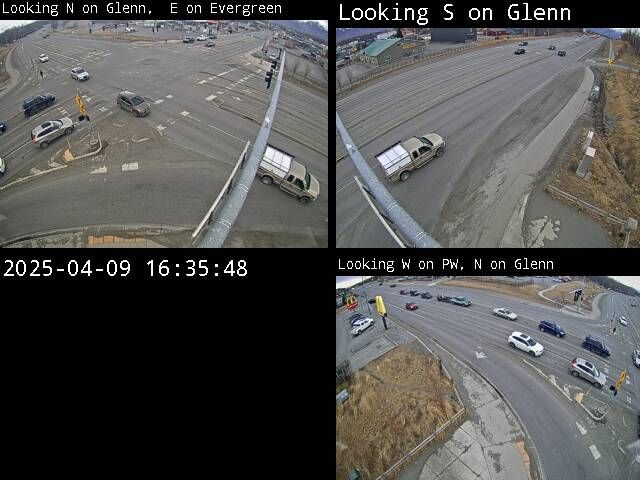 Looking N on Glenn,  E on Evergreen
Looking S on Glenn
2025-04-09 16:35:48
Looking W on PW, N on Glenn